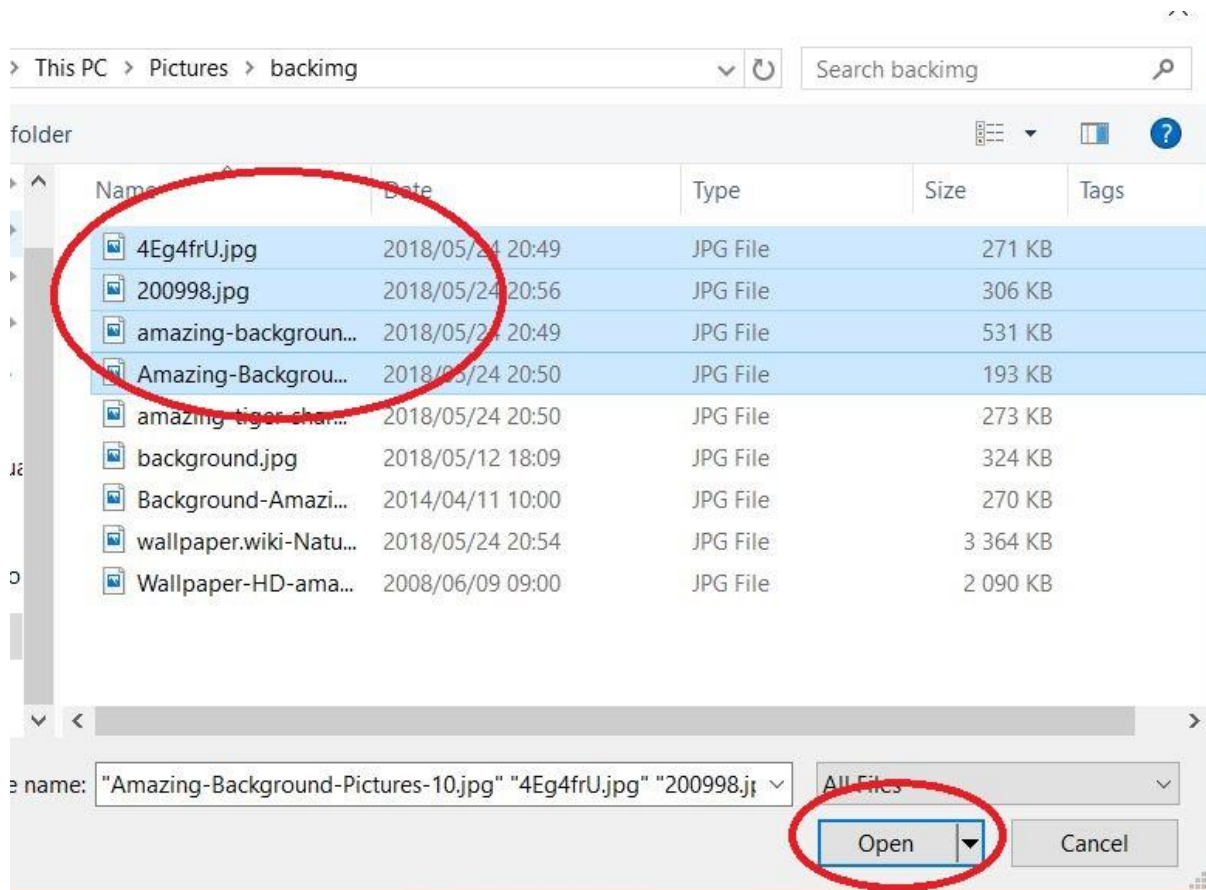 > This PC > Pictures > backimg
Search backimg
folder
Name Date Type Size Tags
4Eg4frU.jpg 2018/05/24 20:49 JPG File 271 KB
200998.jpg 2018/05/24 20:56 JPG File 306 KB
amazing-backgroun... 2018/05/24 20:49 JPG File 531 KB
Amazing-Backgrou... 2018/05/24 20:50 JPG File 193 KB
amazing-tiger-shar... 2018/05/24 20:50 JPG File 273 KB
background.jpg 2018/05/12 18:09 JPG File 324 KB
Background-Amazi... 2014/04/11 10:00 JPG File 270 KB
wallpaper.wiki-Natu... 2018/05/24 20:54 JPG File 3 364 KB
Wallpaper-HD-ama... 2008/06/09 09:00 JPG File 2 090 KB
e name: "Amazing-Background-Pictures-10.jpg" "4Eg4frU.jpg" "200998.j
All Files
Open Cancel